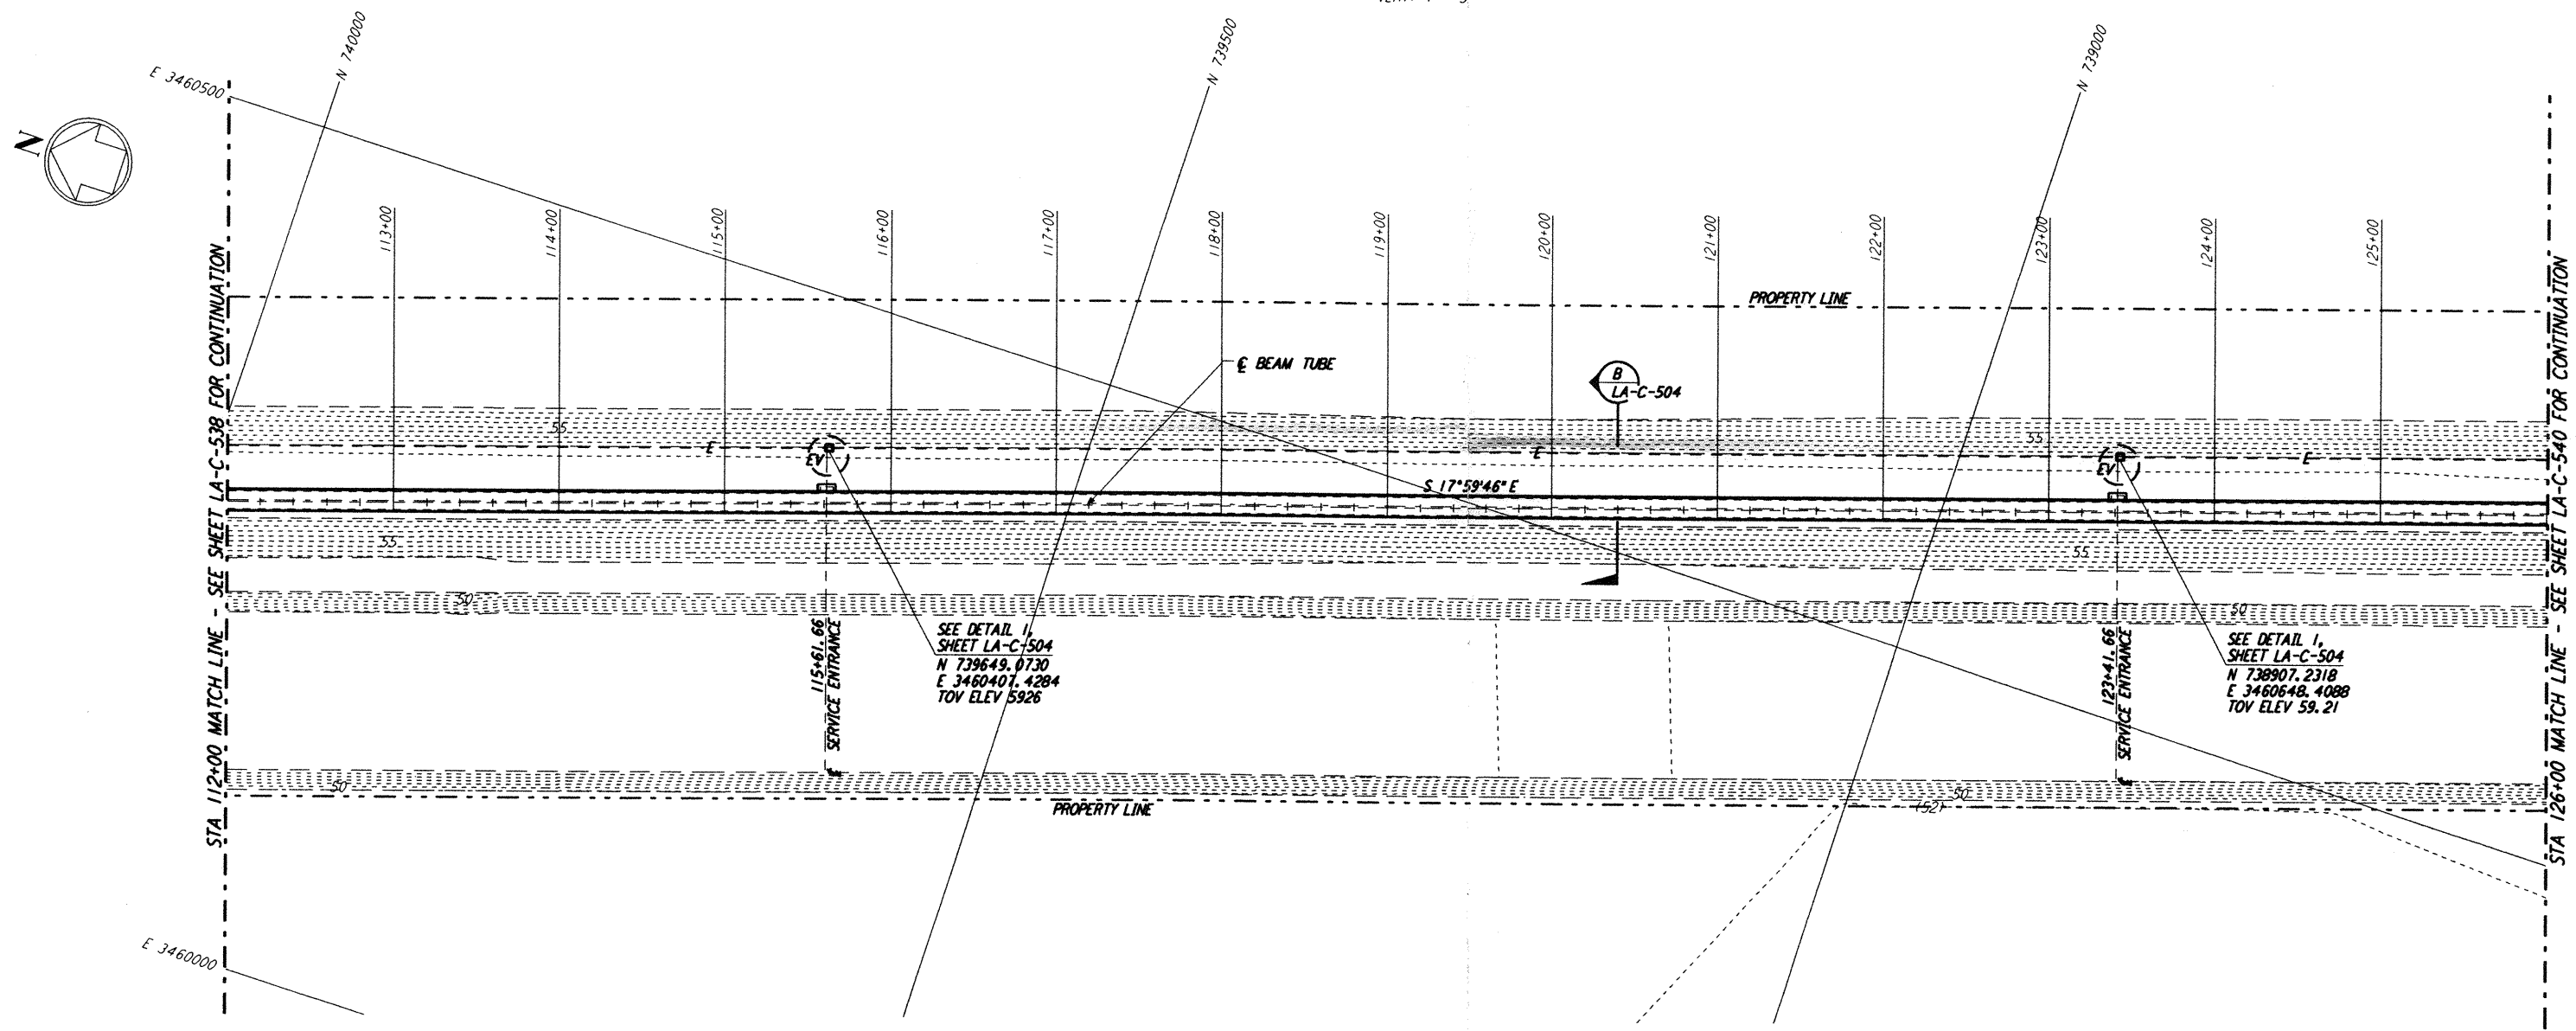 N 740000
N 739500
N 739000
E 3460500
N
113+00
114+00
115+00
116+00
117+00
118+00
119+00
120+00
121+00
122+00
123+00
124+00
125+00
STA 112+00 MATCH LINE - SEE SHEET LA-C-538 FOR CONTINUATION
STA 126+00 MATCH LINE - SEE SHEET LA-C-540 FOR CONTINUATION
PROPERTY LINE
℄ BEAM TUBE
B
LA-C-504
55
55
E
E
E
EV
EV
S 17°59'46" E
55
55
50
50
115+61.66
SERVICE ENTRANCE
SEE DETAIL 1,
SHEET LA-C-504
N 739649.0730
E 3460407.4284
TOV ELEV 5926
123+41.66
SERVICE ENTRANCE
SEE DETAIL 1,
SHEET LA-C-504
N 738907.2318
E 3460648.4088
TOV ELEV 59.21
50
50
(52)
PROPERTY LINE
E 3460000